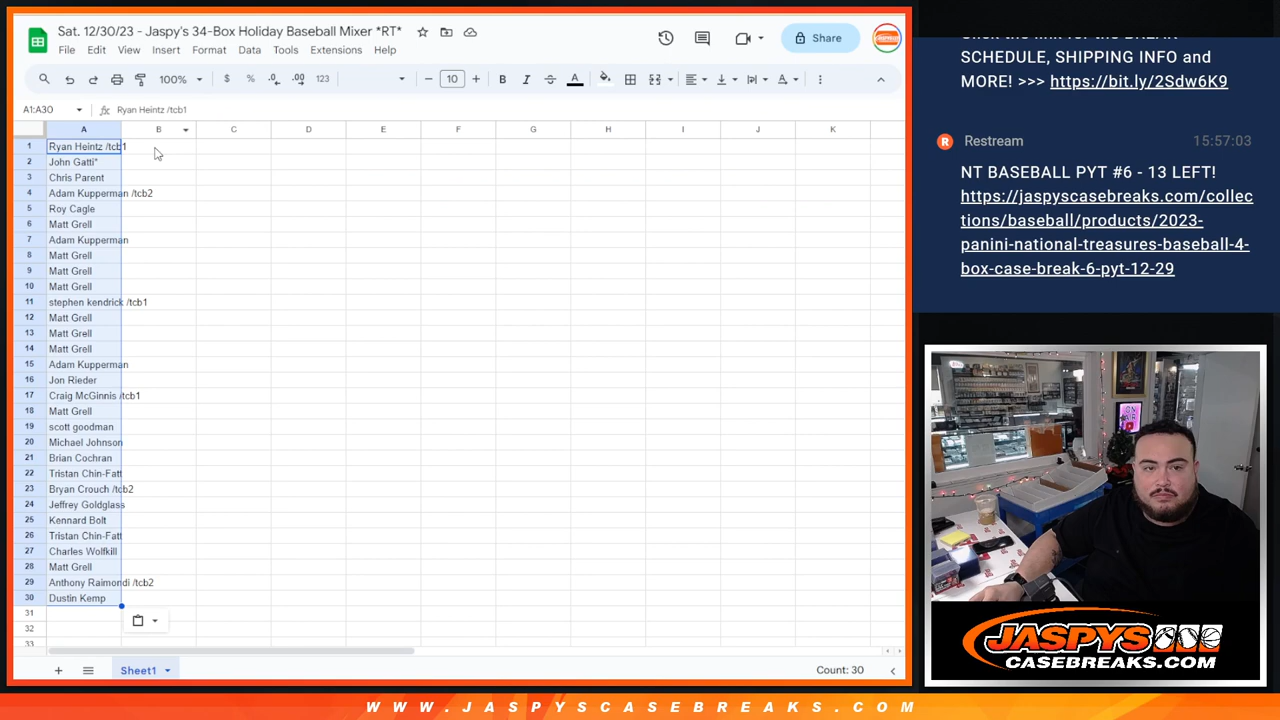 Sat. 12/30/23 - Jaspy's 34-Box Holiday Baseball Mixer *RT*
File Edit View Insert Format Data Tools Extensions Help
Share
100% $ % .0 .00 123 10 B I S A
A1:A30 fx Ryan Heintz /tcb1
A B C D E F G H I J K
1 Ryan Heintz /tcb1
2 John Gatti*
3 Chris Parent
4 Adam Kupperman /tcb2
5 Roy Cagle
6 Matt Grell
7 Adam Kupperman
8 Matt Grell
9 Matt Grell
10 Matt Grell
11 stephen kendrick /tcb1
12 Matt Grell
13 Matt Grell
14 Matt Grell
15 Adam Kupperman
16 Jon Rieder
17 Craig McGinnis /tcb1
18 Matt Grell
19 scott goodman
20 Michael Johnson
21 Brian Cochran
22 Tristan Chin-Fatt
23 Bryan Crouch /tcb2
24 Jeffrey Goldglass
25 Kennard Bolt
26 Tristan Chin-Fatt
27 Charles Wolfkill
28 Matt Grell
29 Anthony Raimondi /tcb2
30 Dustin Kemp
31
32
33
Sheet1
Count: 30
SCHEDULE, SHIPPING INFO and
MORE! >>> https://bit.ly/2Sdw6K9
R Restream 15:57:03
NT BASEBALL PYT #6 - 13 LEFT!
https://jaspyscasebreaks.com/collec
tions/baseball/products/2023-
panini-national-treasures-baseball-4-
box-case-break-6-pyt-12-29
ON AIR
JASPYS
CASEBREAKS.COM
WWW.JASPYSCASEBREAKS.COM